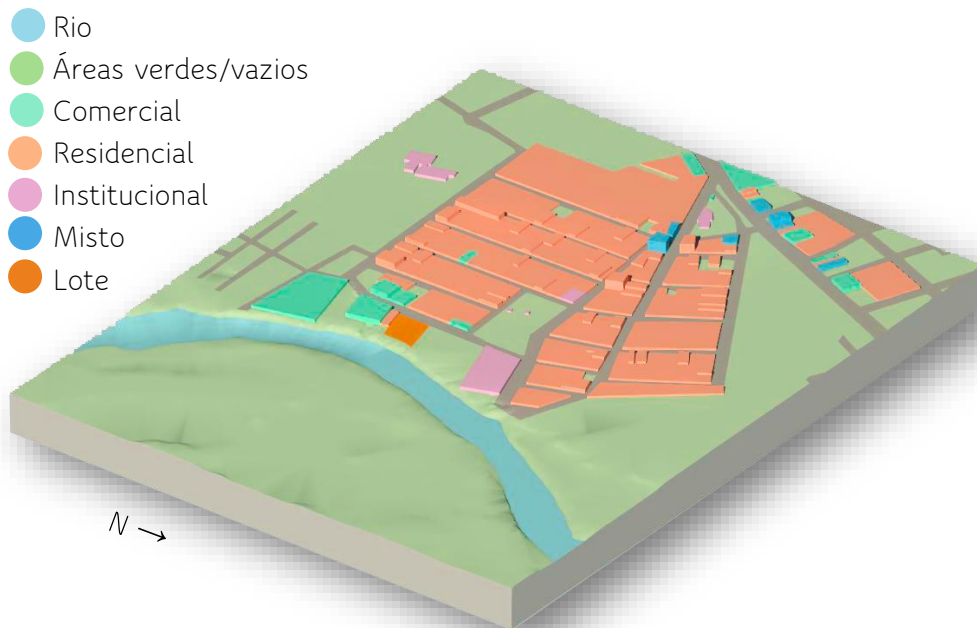 Rio
Áreas verdes/vazios
Comercial
Residencial
Institucional
Misto
Lote
N →